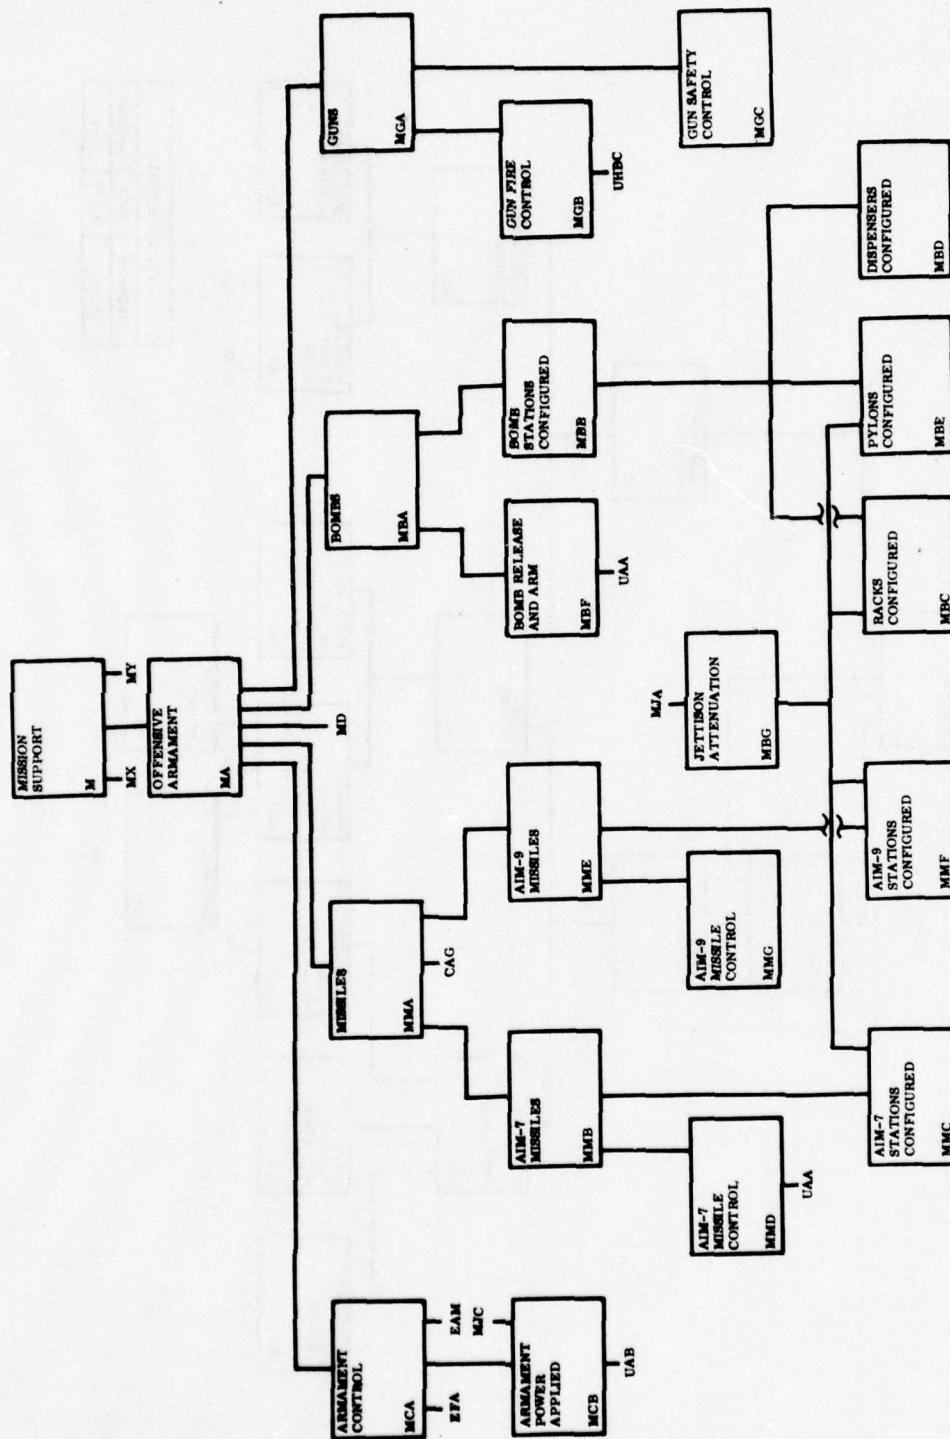 MISSION
SUPPORT
M
MX
MY
OFFENSIVE
ARMAMENT
MA
MD
ARMAMENT
CONTROL
MCA
EFA
EAM
MJC
ARMAMENT
POWER
APPLIED
MCB
UAB
MISSILES
MMA
CAG
AIM-7
MISSILES
MMB
AIM-7
MISSILE
CONTROL
MMD
UAA
AIM-7
STATIONS
CONFIGURED
MMC
AIM-9
MISSILES
MME
AIM-9
MISSILE
CONTROL
MMG
AIM-9
STATIONS
CONFIGURED
MMF
MJA
JETTISON
ATTENUATION
MBG
BOMBS
MBA
BOMB RELEASE
AND ARM
MBF
UAA
BOMB
STATIONS
CONFIGURED
MBB
RACKS
CONFIGURED
MBC
PYLONS
CONFIGURED
MBE
DISPENSERS
CONFIGURED
MBD
GUNS
MGA
GUN FIRE
CONTROL
MGB
UHBC
GUN SAFETY
CONTROL
MGC